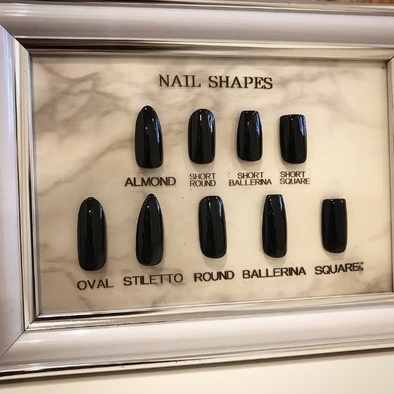 NAIL SHAPES
ALMOND SHORT ROUND SHORT BALLERINA SHORT SQUARE
OVAL STILETTO ROUND BALLERINA SQUARE